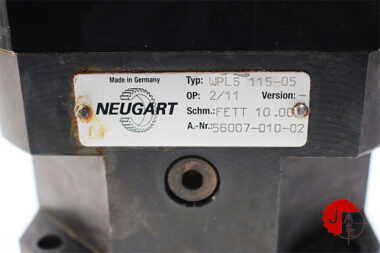 Made in Germany
NEUGART
Typ: WPLS 115-05
OP: 2/11 Version: -
Schm.: FETT 10.00
A.-Nr.: 56007-010-02